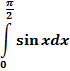 ∫₀^{π/2} sin xdx